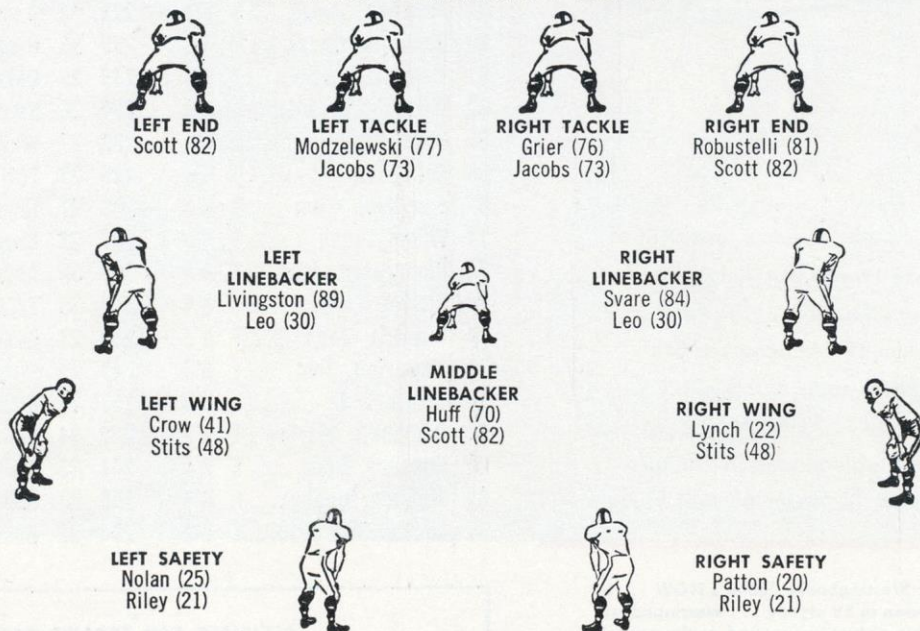 LEFT END
Scott (82)
LEFT TACKLE
Modzelewski (77)
Jacobs (73)
RIGHT TACKLE
Grier (76)
Jacobs (73)
RIGHT END
Robustelli (81)
Scott (82)
LEFT
LINEBACKER
Livingston (89)
Leo (30)
RIGHT
LINEBACKER
Svare (84)
Leo (30)
MIDDLE
LINEBACKER
Huff (70)
Scott (82)
LEFT WING
Crow (41)
Stits (48)
RIGHT WING
Lynch (22)
Stits (48)
LEFT SAFETY
Nolan (25)
Riley (21)
RIGHT SAFETY
Patton (20)
Riley (21)